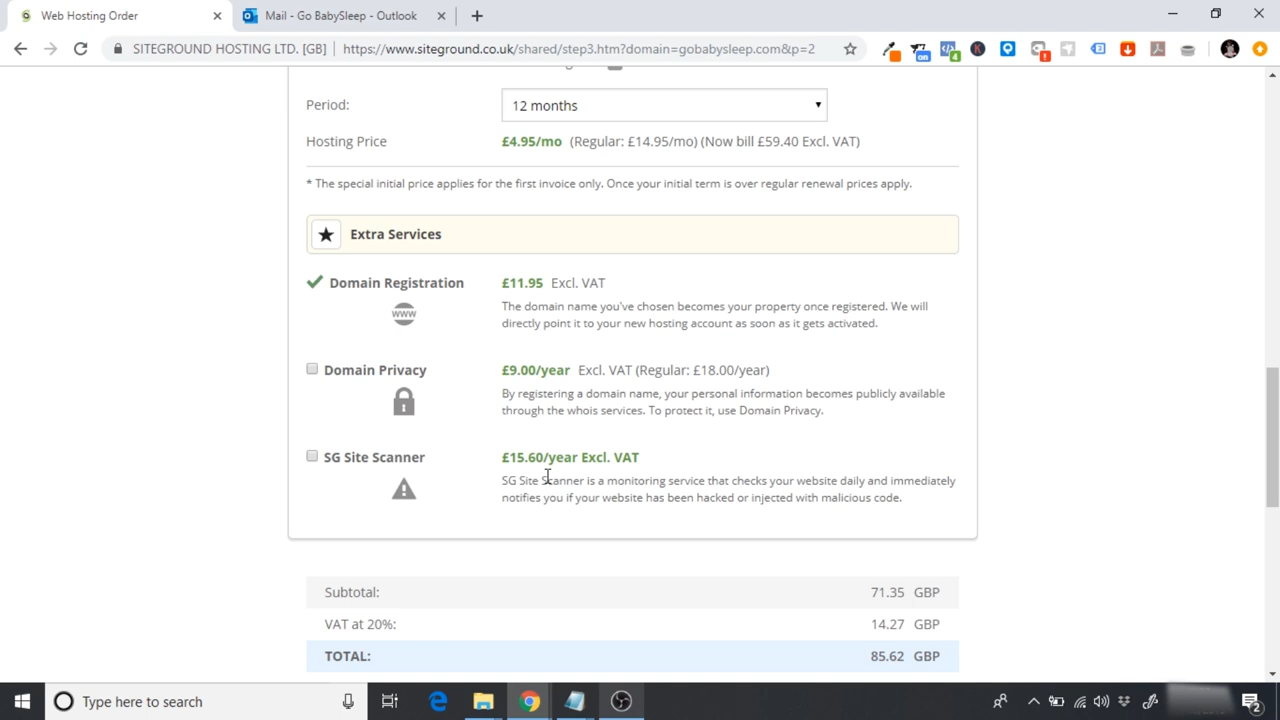 Web Hosting Order
Mail - Go BabySleep - Outlook
SITEGROUND HOSTING LTD. [GB]
https://www.siteground.co.uk/shared/step3.htm?domain=gobabysleep.com&p=2
Period:
12 months
Hosting Price
£4.95/mo (Regular: £14.95/mo) (Now bill £59.40 Excl. VAT)
* The special initial price applies for the first invoice only. Once your initial term is over regular renewal prices apply.
Extra Services
Domain Registration
£11.95 Excl. VAT
www
The domain name you've chosen becomes your property once registered. We will
directly point it to your new hosting account as soon as it gets activated.
Domain Privacy
£9.00/year Excl. VAT (Regular: £18.00/year)
By registering a domain name, your personal information becomes publicly available
through the whois services. To protect it, use Domain Privacy.
SG Site Scanner
£15.60/year Excl. VAT
SG Site Scanner is a monitoring service that checks your website daily and immediately
notifies you if your website has been hacked or injected with malicious code.
Subtotal: 71.35 GBP
VAT at 20%: 14.27 GBP
TOTAL: 85.62 GBP
Type here to search